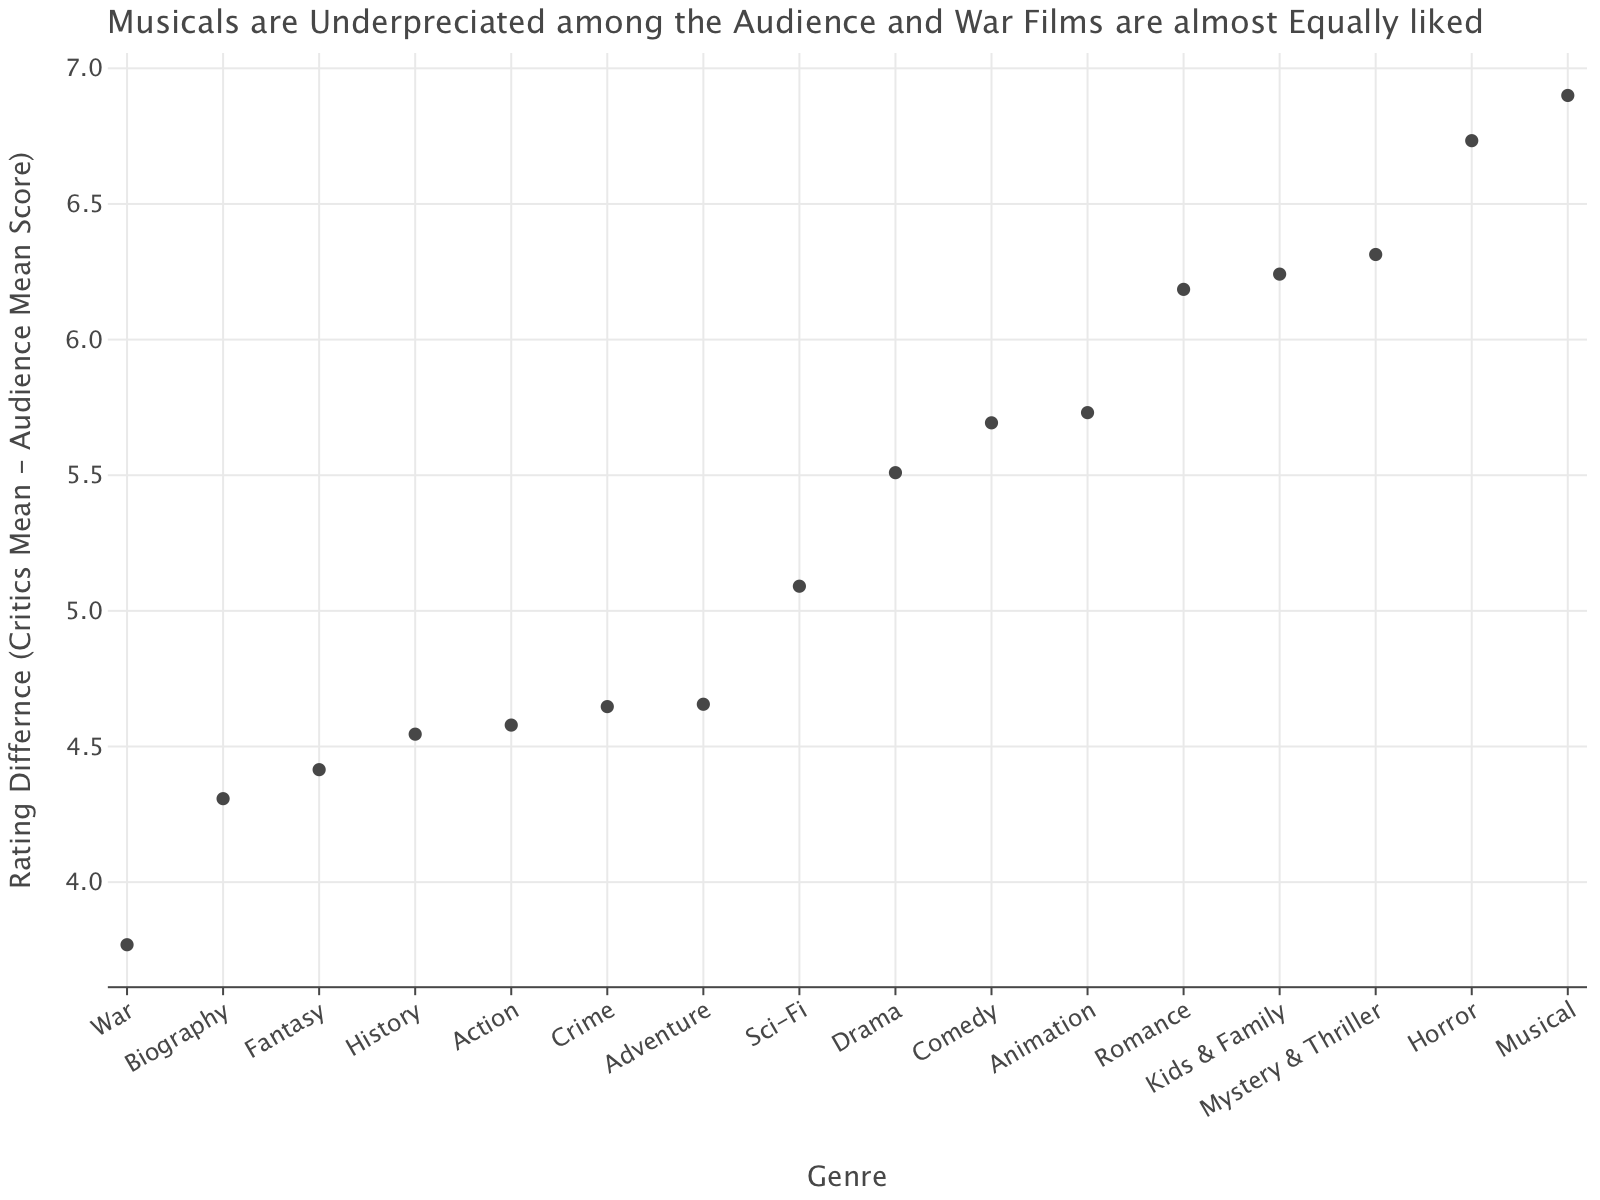 Musicals are Underpreciated among the Audience and War Films are almost Equally liked
Rating Differnce (Critics Mean – Audience Mean Score)
7.0
6.5
6.0
5.5
5.0
4.5
4.0
War
Biography
Fantasy
History
Action
Crime
Adventure
Sci–Fi
Drama
Comedy
Animation
Romance
Kids & Family
Mystery & Thriller
Horror
Musical
Genre